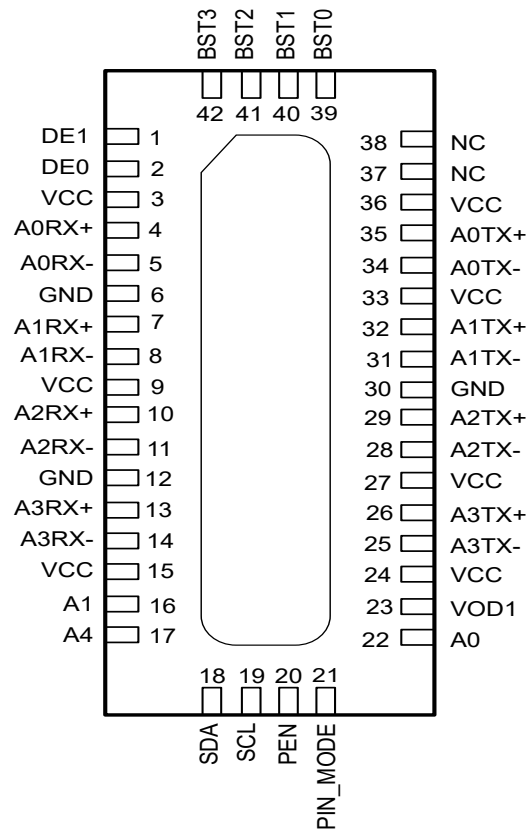 BST3 BST2 BST1 BST0
42 41 40 39
DE1 1 38 NC
DE0 2 37 NC
VCC 3 36 VCC
A0RX+ 4 35 A0TX+
A0RX- 5 34 A0TX-
GND 6 33 VCC
A1RX+ 7 32 A1TX+
A1RX- 8 31 A1TX-
VCC 9 30 GND
A2RX+ 10 29 A2TX+
A2RX- 11 28 A2TX-
GND 12 27 VCC
A3RX+ 13 26 A3TX+
A3RX- 14 25 A3TX-
VCC 15 24 VCC
A1 16 23 VOD1
A4 17 22 A0
18 19 20 21
SDA SCL PEN PIN_MODE